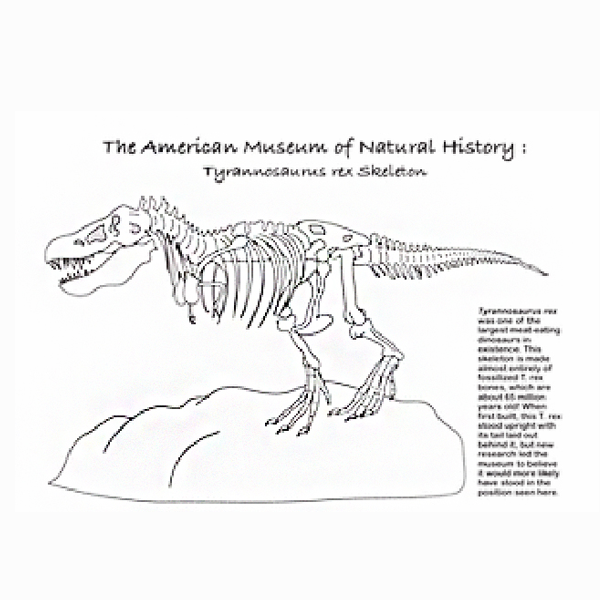 The American Museum of Natural History :
Tyrannosaurus rex Skeleton
Tyrannosaurus rex
was one of the
largest meat-eating
dinosaurs in
existence. This
skeleton is made
almost entirely of
fossilized T. rex
bones, which are
about 65 million
years old! When
first built, this T. rex
stood upright with
its tail laid out
behind it, but new
research led the
museum to believe
it would more likely
have stood in the
position seen here.